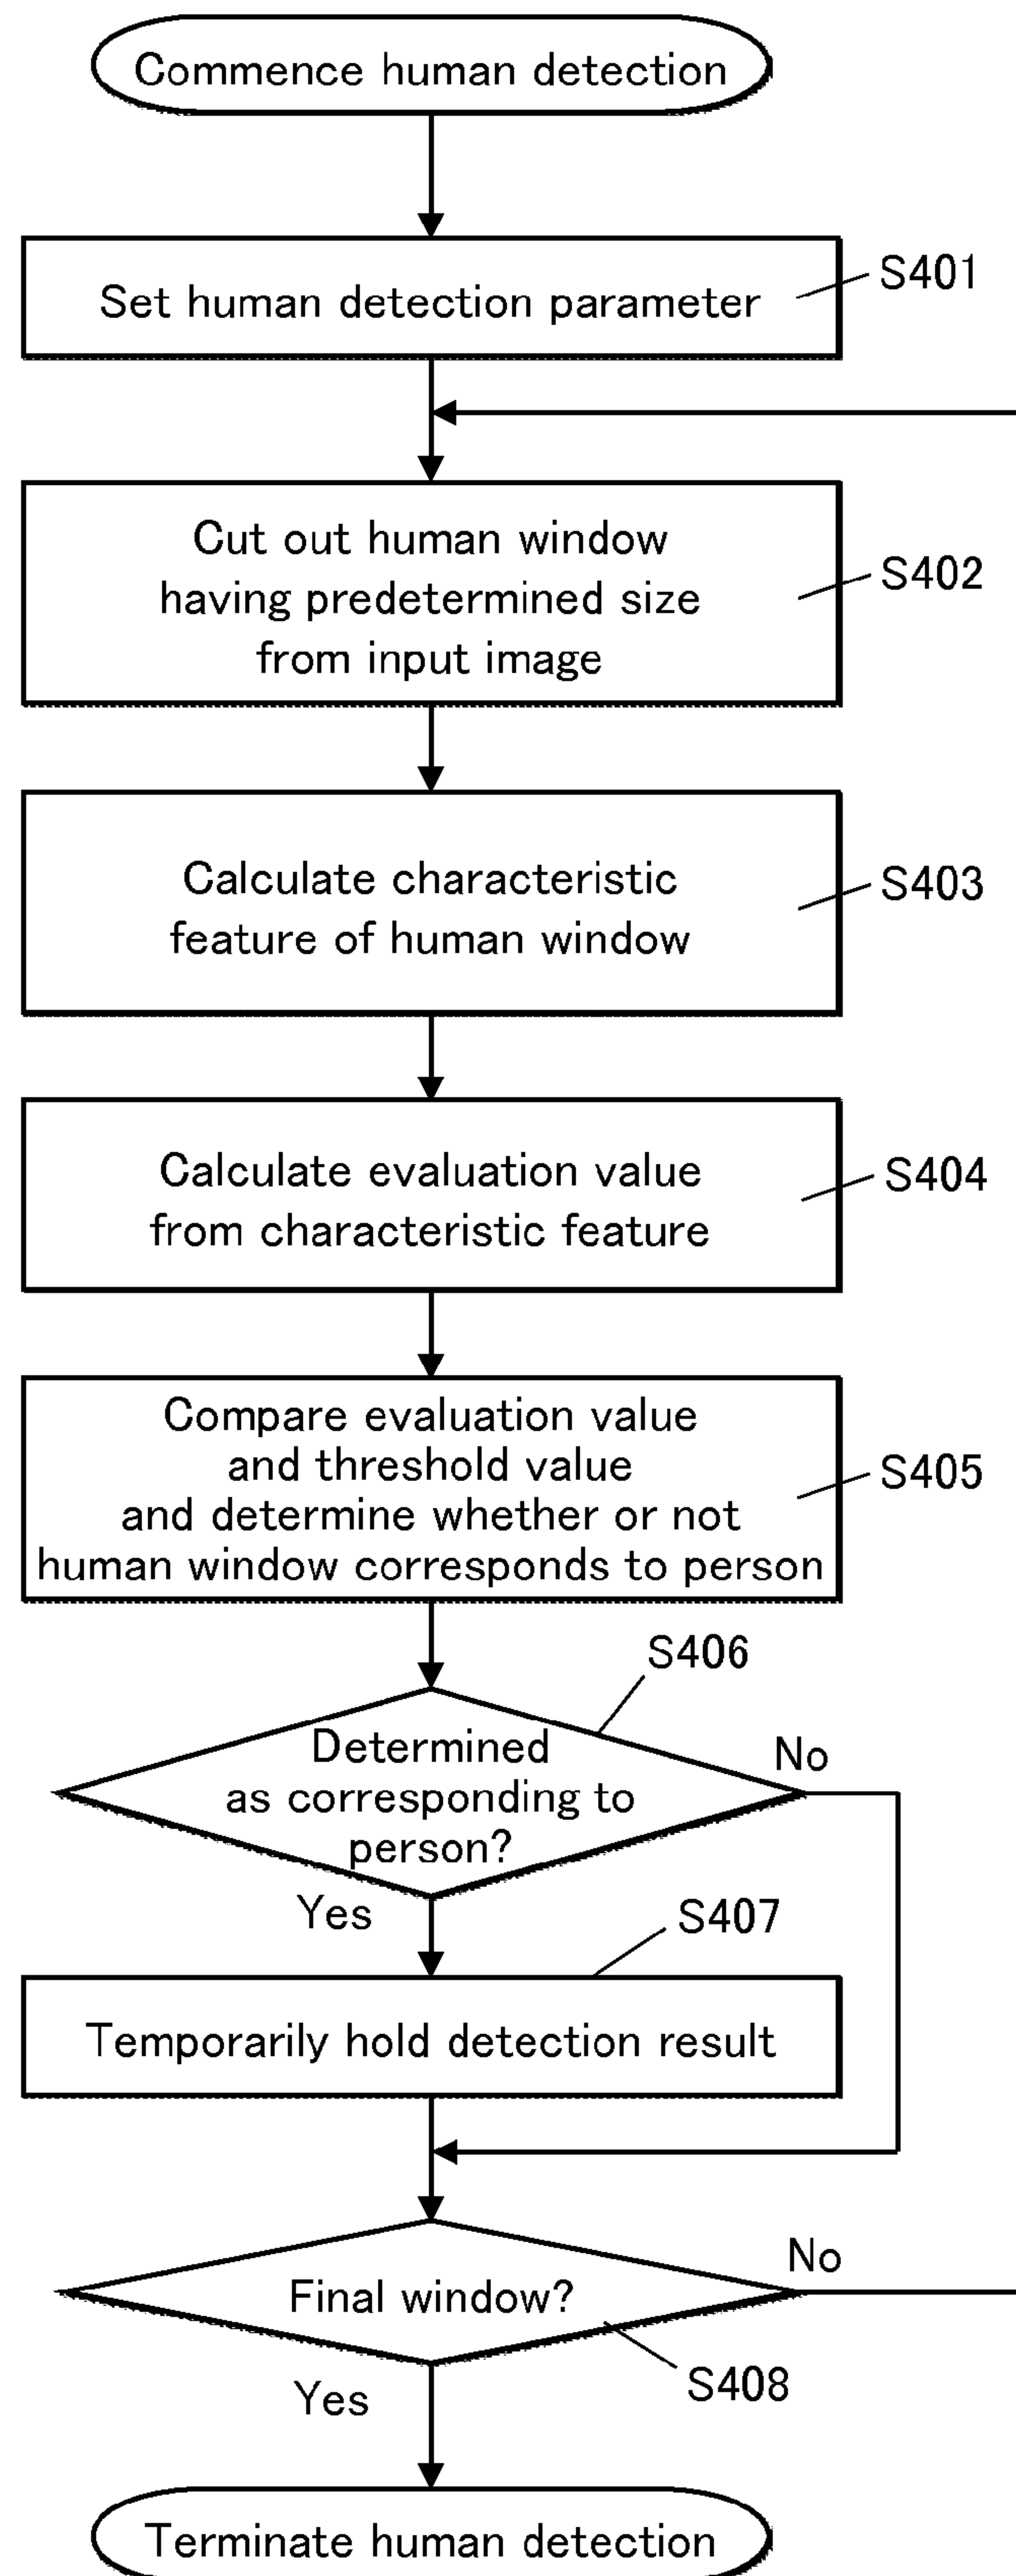 Commence human detection
Set human detection parameter
S401
Cut out human window
having predetermined size
from input image
S402
Calculate characteristic
feature of human window
S403
Calculate evaluation value
from characteristic feature
S404
Compare evaluation value
and threshold value
and determine whether or not
human window corresponds to person
S405
S406
Determined
as corresponding to
person?
No
Yes
S407
Temporarily hold detection result
Final window?
No
S408
Yes
Terminate human detection